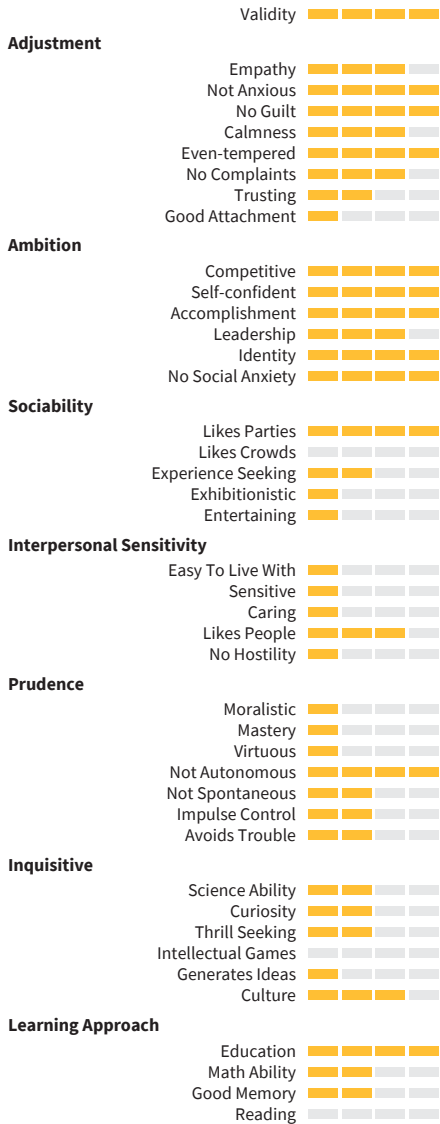 Validity
Adjustment
Empathy
Not Anxious
No Guilt
Calmness
Even-tempered
No Complaints
Trusting
Good Attachment
Ambition
Competitive
Self-confident
Accomplishment
Leadership
Identity
No Social Anxiety
Sociability
Likes Parties
Likes Crowds
Experience Seeking
Exhibitionistic
Entertaining
Interpersonal Sensitivity
Easy To Live With
Sensitive
Caring
Likes People
No Hostility
Prudence
Moralistic
Mastery
Virtuous
Not Autonomous
Not Spontaneous
Impulse Control
Avoids Trouble
Inquisitive
Science Ability
Curiosity
Thrill Seeking
Intellectual Games
Generates Ideas
Culture
Learning Approach
Education
Math Ability
Good Memory
Reading